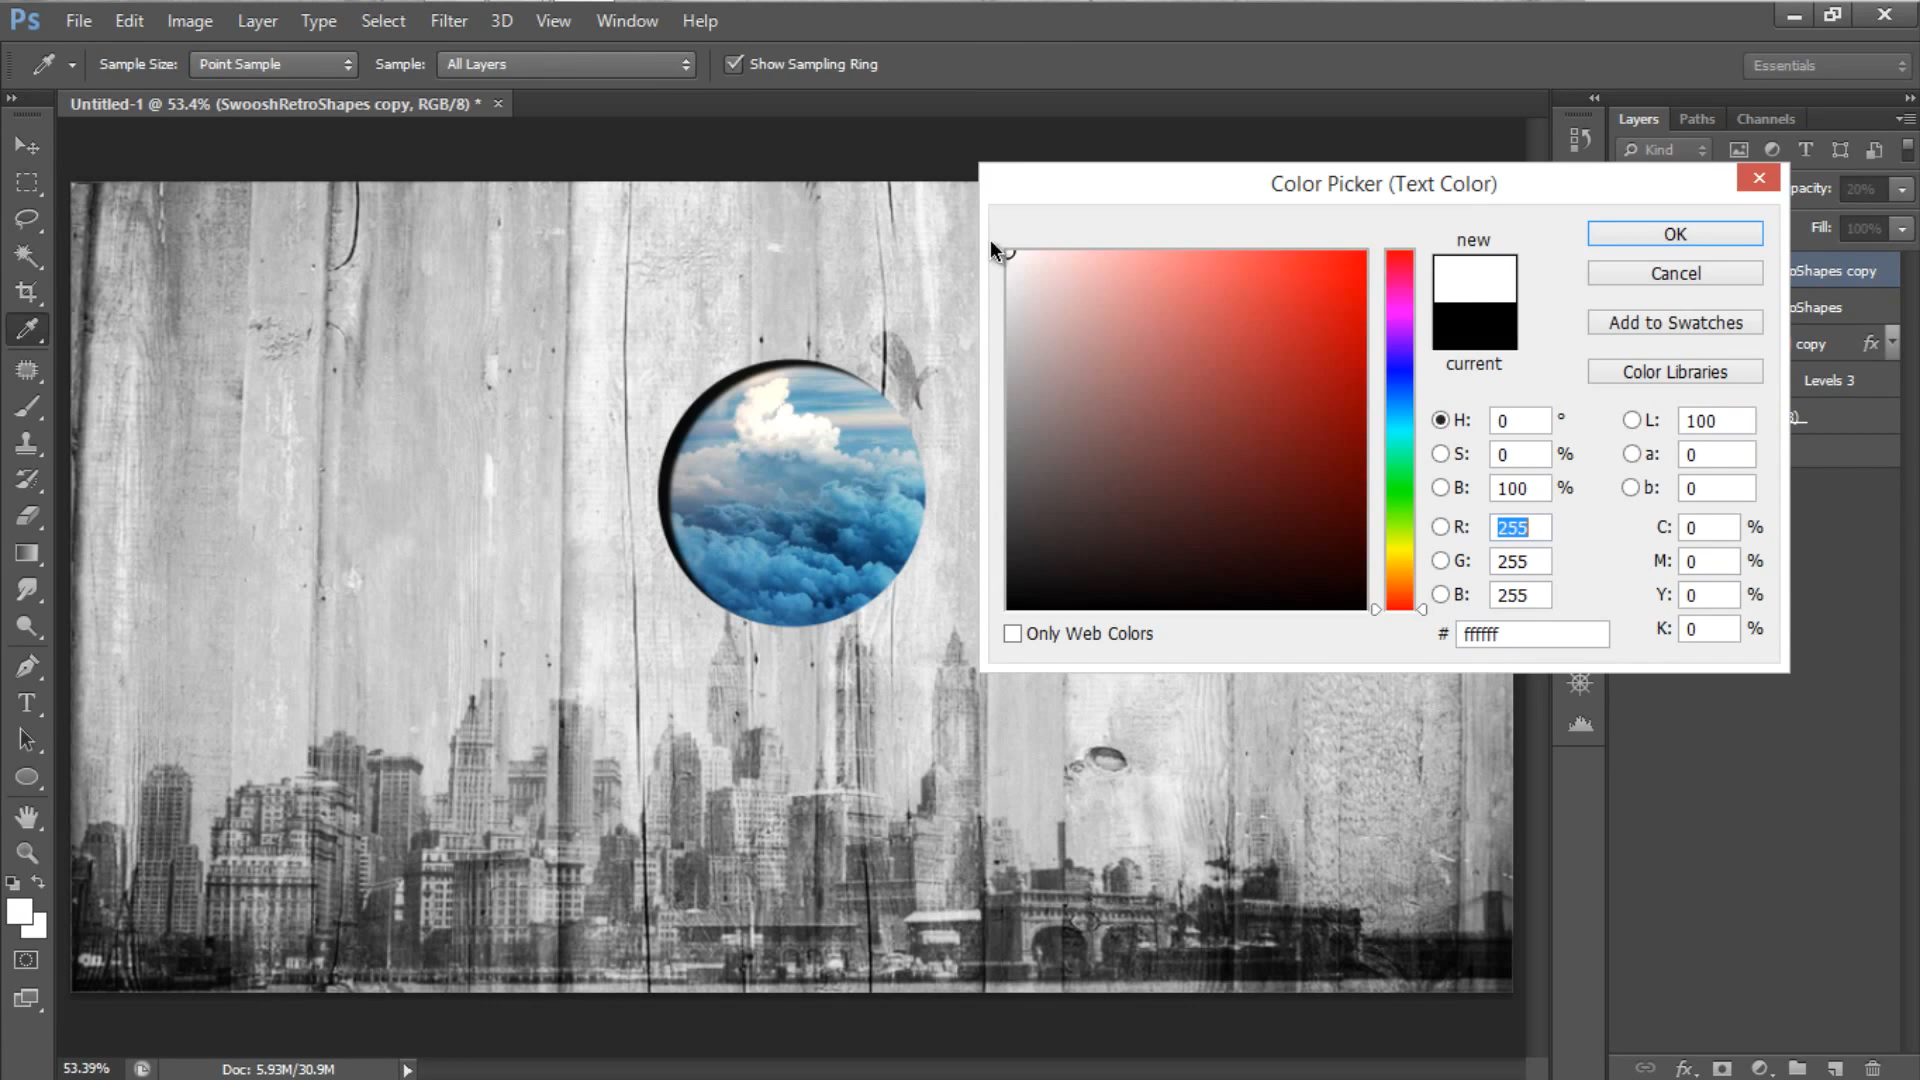 Ps File Edit Image Layer Type Select Filter 3D View Window Help
Sample Size: Point Sample Sample: All Layers Show Sampling Ring Essentials
Untitled-1 @ 53.4% (SwooshRetroShapes copy, RGB/8) * ×
Layers Paths Channels
Kind
Color Picker (Text Color)
pacity: 20%
Fill: 100%
new
OK
current
Cancel
Add to Swatches
Color Libraries
oShapes copy
oShapes
copy fx
Levels 3
H: 0 ° L: 100
S: 0 % a: 0
B: 100 % b: 0
R: 255 C: 0 %
G: 255 M: 0 %
B: 255 Y: 0 %
Only Web Colors # ffffff K: 0 %
T
53.39% Doc: 5.93M/30.9M fx